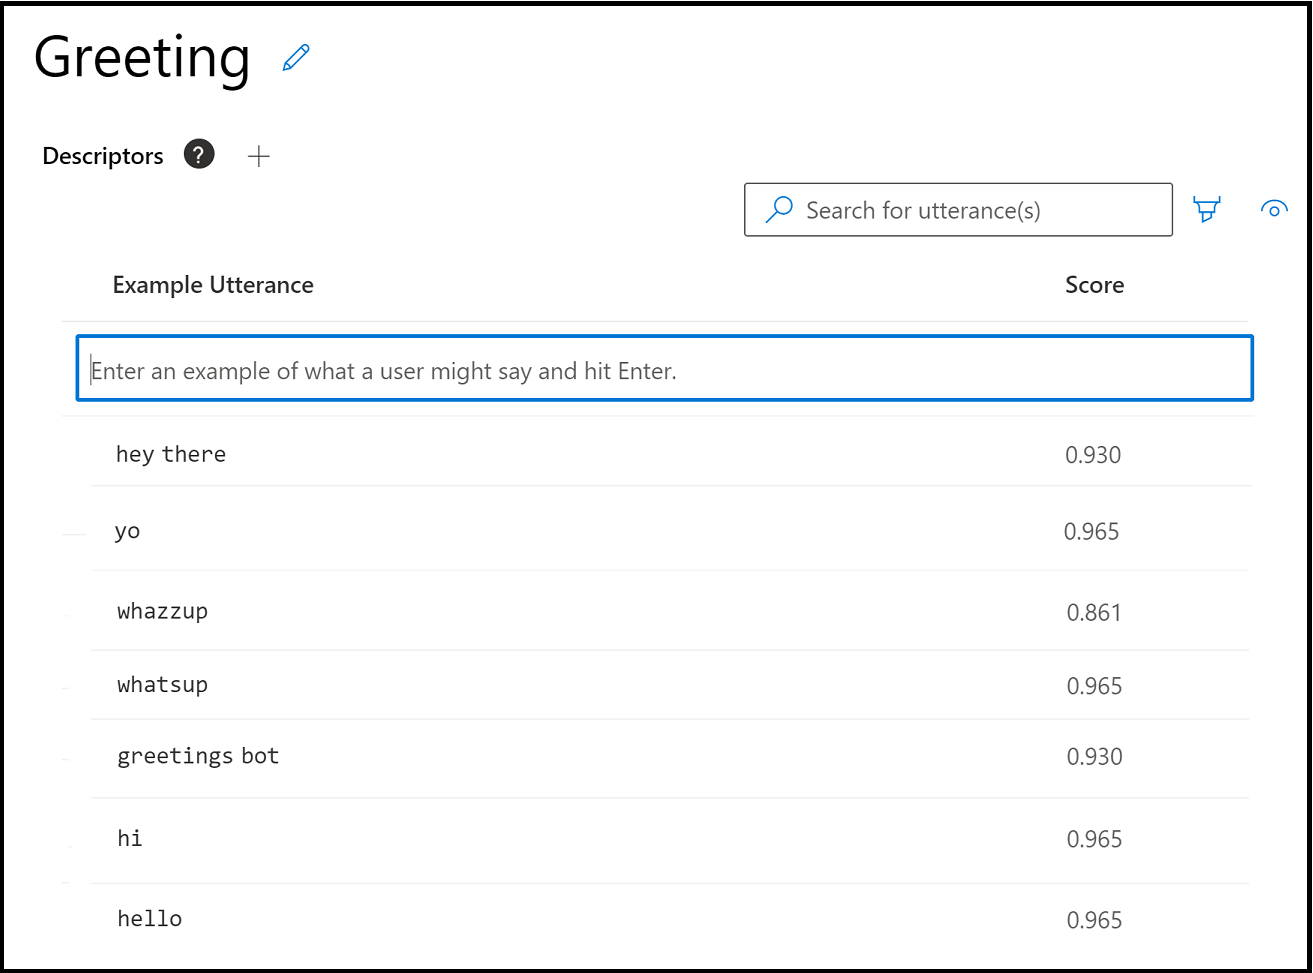 Greeting
Descriptors ?
Search for utterance(s)
Example Utterance Score
Enter an example of what a user might say and hit Enter.
hey there 0.930
yo 0.965
whazzup 0.861
whatsup 0.965
greetings bot 0.930
hi 0.965
hello 0.965